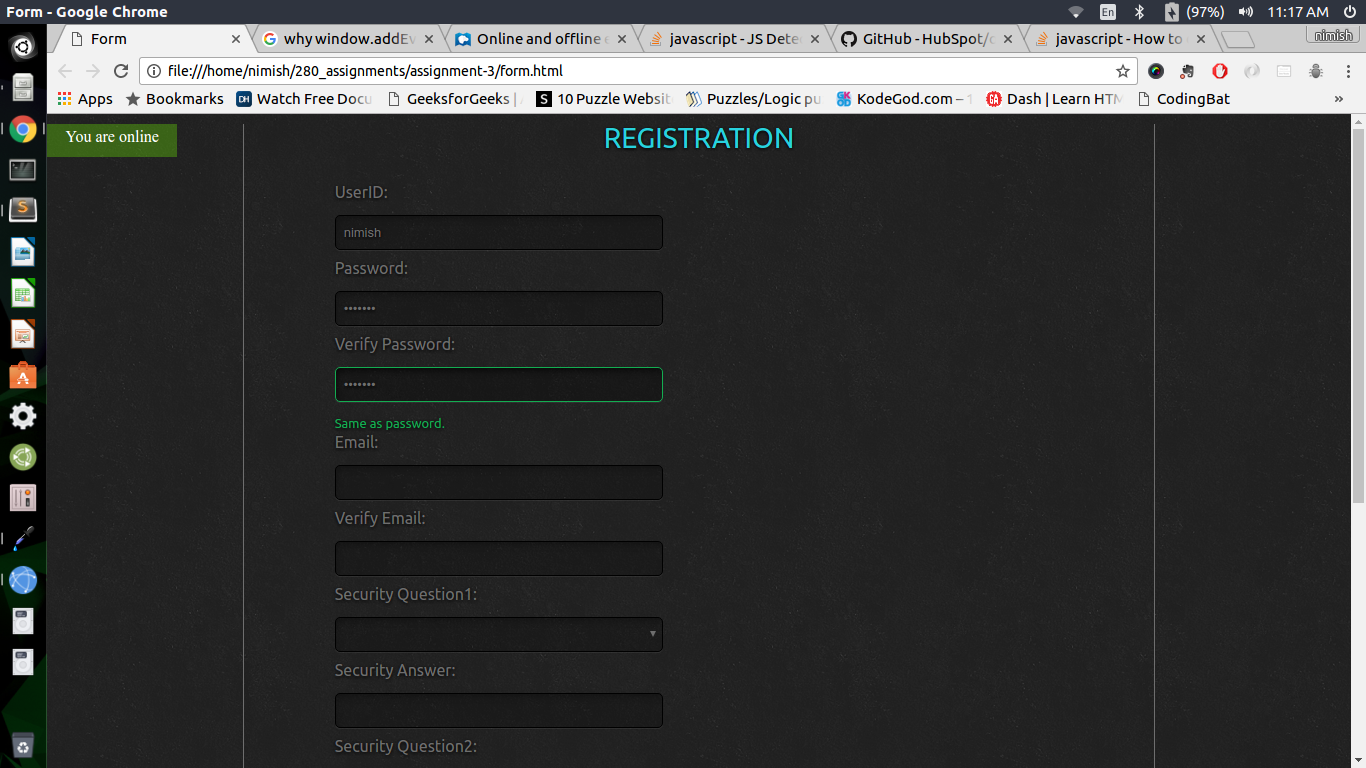 Form - Google Chrome
En
(97%)
11:17 AM
Form
why window.addEv
Online and offline e
javascript - JS Dete
GitHub - HubSpot/
javascript - How to
nimish
file:///home/nimish/280_assignments/assignment-3/form.html
Apps
Bookmarks
DH Watch Free Docu
GeeksforGeeks | A
S 10 Puzzle Websit
Puzzles/Logic pu
KodeGod.com – 1
GA Dash | Learn HTM
CodingBat
»
You are online
REGISTRATION
UserID:
nimish
Password:
•••••••
Verify Password:
•••••••
Same as password.
Email:
Verify Email:
Security Question1:
Security Answer:
Security Question2: